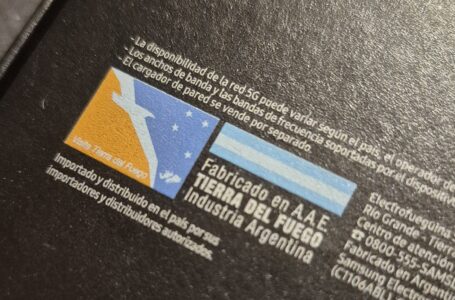 -La disponibilidad de la red 5G puede variar según el país, el operador
-Los anchos de banda y las bandas de frecuencia soportadas por el dispositivo
-El cargador de pared se vende por separado
Visite Tierra del Fuego
Importado y distribuido en el país por sus
importadores y distribuidores autorizados.
Fabricado en A.A.E.
TIERRA DEL FUEGO
Industria Argentina
Electrofueguina
Río Grande - Tierra
Centro de atención
0800-555-SAMS
Fabricado en Argentin
Samsung Electr
(C1106AB